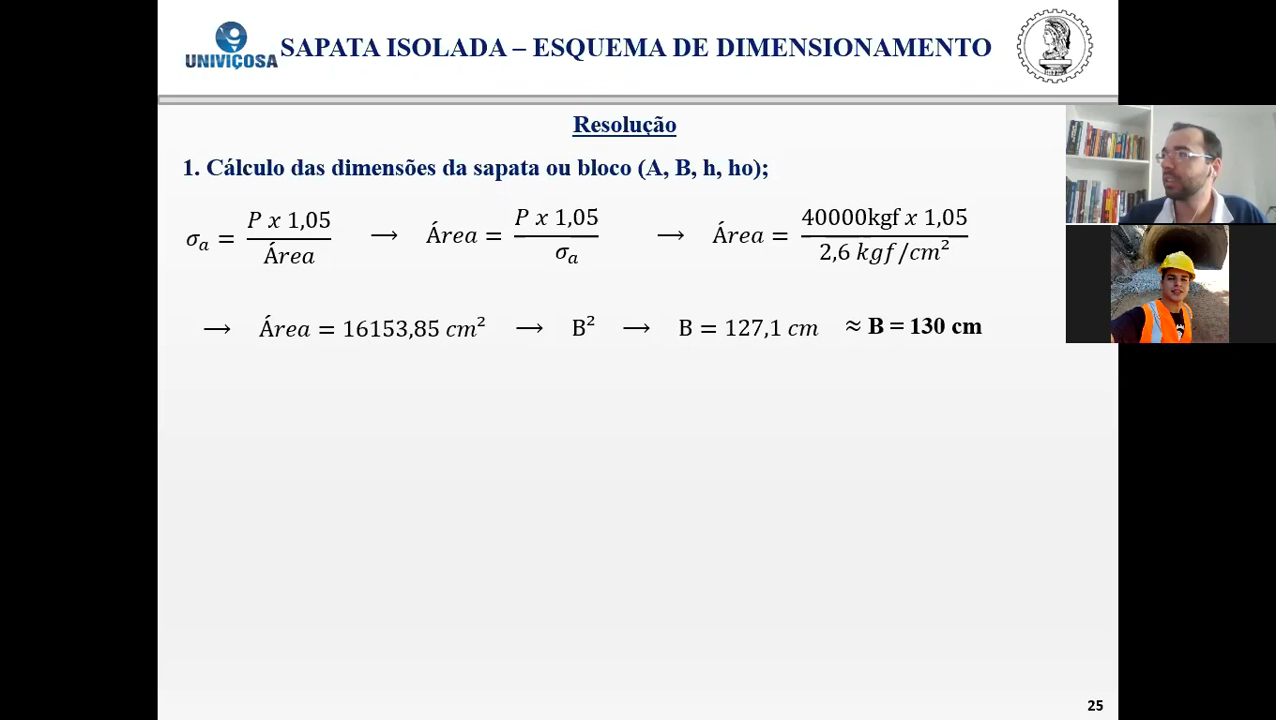 UNIVIÇOSA
SAPATA ISOLADA – ESQUEMA DE DIMENSIONAMENTO
Resolução
1. Cálculo das dimensões da sapata ou bloco (A, B, h, ho);
σₐ = (P x 1,05)/Área → Área = (P x 1,05)/σₐ → Área = (40000kgf x 1,05)/(2,6 kgf/cm²)
→ Área = 16153,85 cm² → B² → B = 127,1 cm ≈ B = 130 cm
25